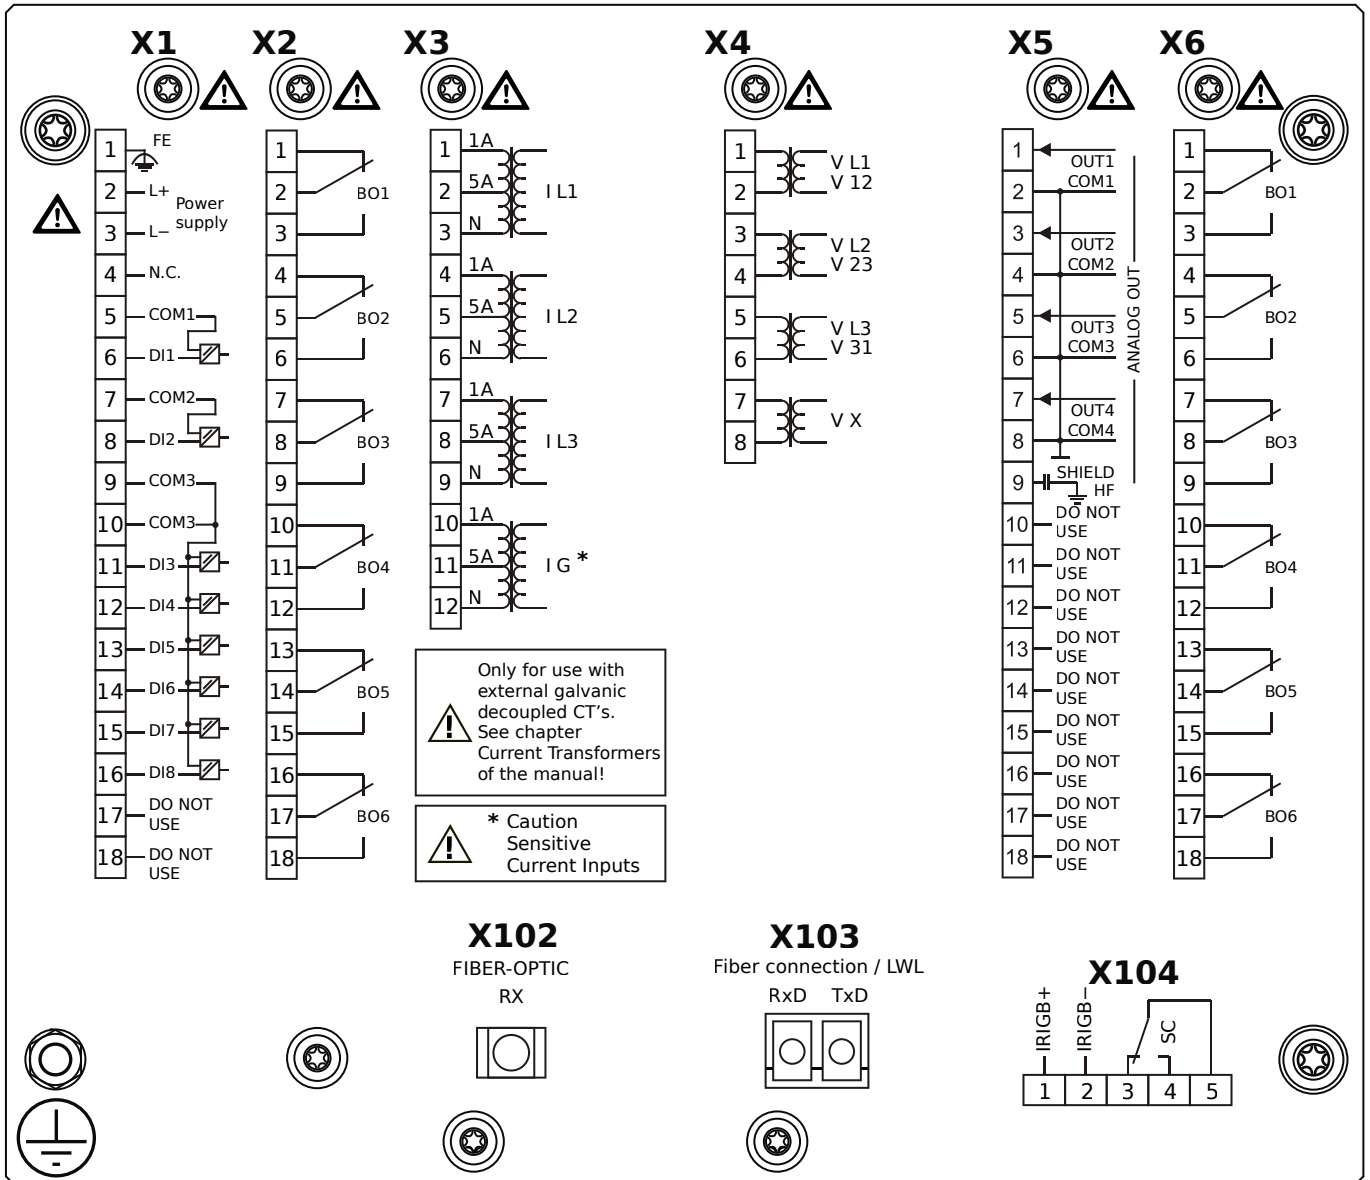 X1
X2
X3
X4
X5
X6
1
FE
2
L+
Power
supply
3
L−
4
N.C.
5
COM1
6
DI1
7
COM2
8
DI2
9
COM3
10
COM3
11
DI3
12
DI4
13
DI5
14
DI6
15
DI7
16
DI8
17
DO NOT
USE
18
DO NOT
USE
1
2
BO1
3
4
5
BO2
6
7
8
BO3
9
10
11
BO4
12
13
14
BO5
15
16
17
BO6
18
1
1A
2
5A
I L1
3
N
4
1A
5
5A
I L2
6
N
7
1A
8
5A
I L3
9
N
10
1A
11
5A
I G *
12
N
Only for use with
external galvanic
decoupled CT's.
See chapter
Current Transformers
of the manual!
* Caution
Sensitive
Current Inputs
1
V L1
2
V 12
3
V L2
4
V 23
5
V L3
6
V 31
7
V X
8
1
OUT1
2
COM1
3
OUT2
4
COM2
5
OUT3
6
COM3
7
OUT4
8
COM4
ANALOG OUT
9
SHIELD
HF
10
DO NOT
USE
11
DO NOT
USE
12
DO NOT
USE
13
DO NOT
USE
14
DO NOT
USE
15
DO NOT
USE
16
DO NOT
USE
17
DO NOT
USE
18
DO NOT
USE
1
2
BO1
3
4
5
BO2
6
7
8
BO3
9
10
11
BO4
12
13
14
BO5
15
16
17
BO6
18
X102
FIBER-OPTIC
RX
X103
Fiber connection / LWL
RxD TxD
X104
IRIGB+
IRIGB−
SC
1 2 3 4 5